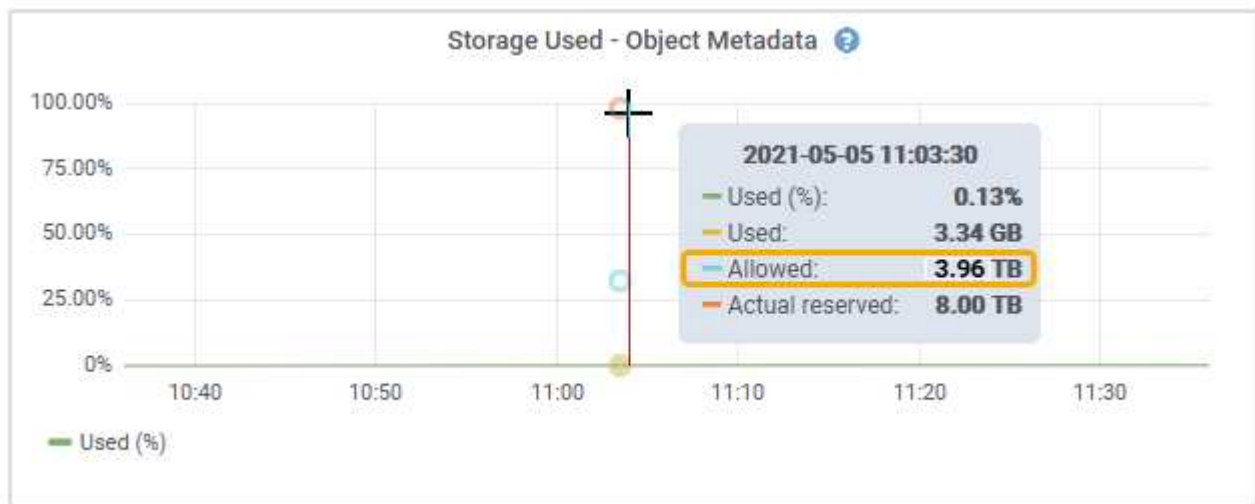 Storage Used - Object Metadata ?
100.00%
75.00%
50.00%
25.00%
0%
2021-05-05 11:03:30
Used (%): 0.13%
Used: 3.34 GB
Allowed: 3.96 TB
Actual reserved: 8.00 TB
10:40 10:50 11:00 11:10 11:20 11:30
Used (%)